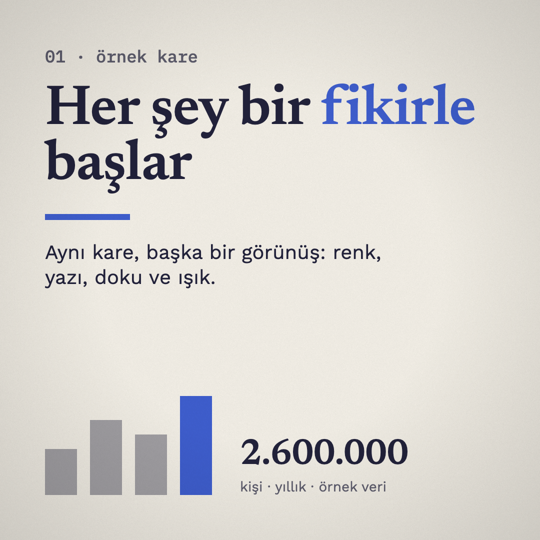 01 · örnek kare
Her şey bir fikirle
başlar
Aynı kare, başka bir görünüş: renk,
yazı, doku ve ışık.
2.600.000
kişi · yıllık · örnek veri